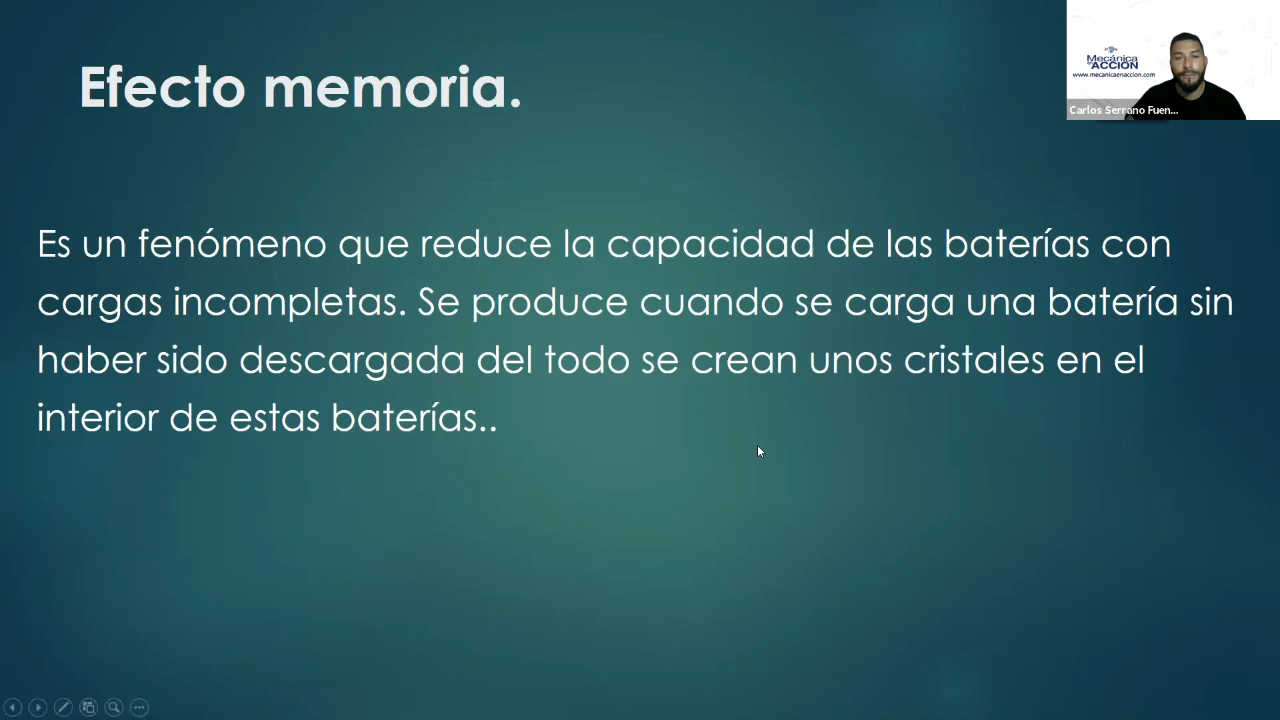 Efecto memoria.
Mecánica
en ACCIÓN
www.mecanicaenaccion.com
Carlos Serrano Fuen...
Es un fenómeno que reduce la capacidad de las baterías con
cargas incompletas. Se produce cuando se carga una batería sin
haber sido descargada del todo se crean unos cristales en el
interior de estas baterías..